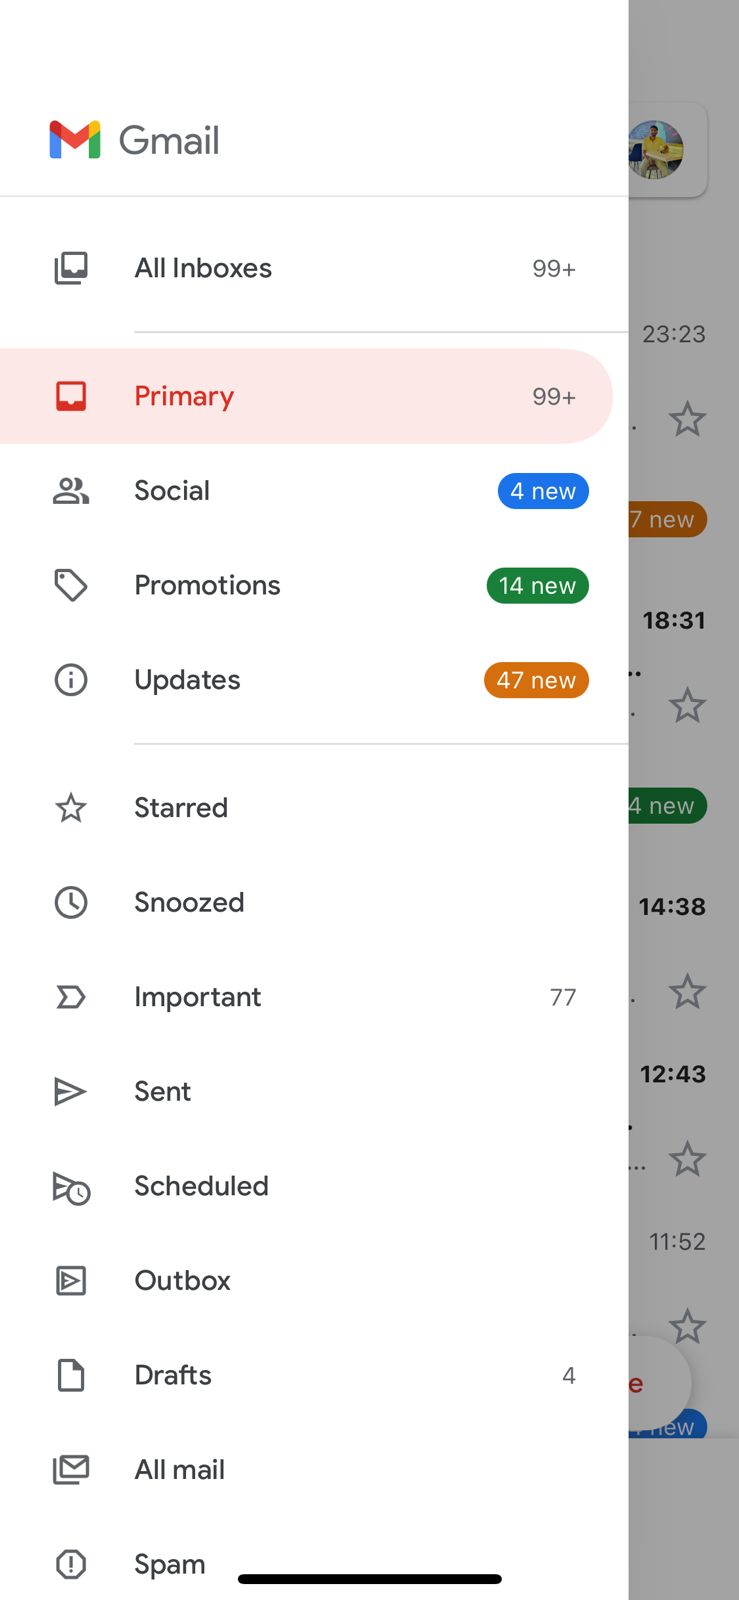 Gmail
All Inboxes 99+
23:23
Primary 99+
Social 4 new
7 new
Promotions 14 new
18:31
Updates 47 new
Starred
4 new
Snoozed
14:38
Important 77
12:43
Sent
Scheduled
11:52
Outbox
Drafts 4
e
new
All mail
Spam